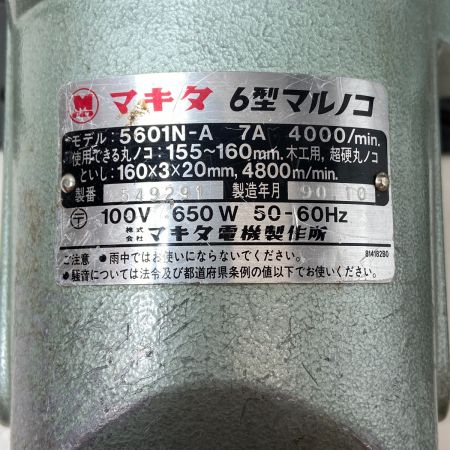 M マキタ 6型マルノコ
モデル:5601N-A 7A 4000/min.
使用できる丸ノコ:155~160mm.木工用,超硬丸ノコ
といし:160×3×20mm,4800m/min.
製番 549291 製造年月 90 10
〒 100V 650W 50-60Hz
株式会社 マキタ電機製作所
ご注意 ●雨中ではお使いにならないでください。
●騒音については法令及び都道府県条例の値以下でお使いください。
814182B0